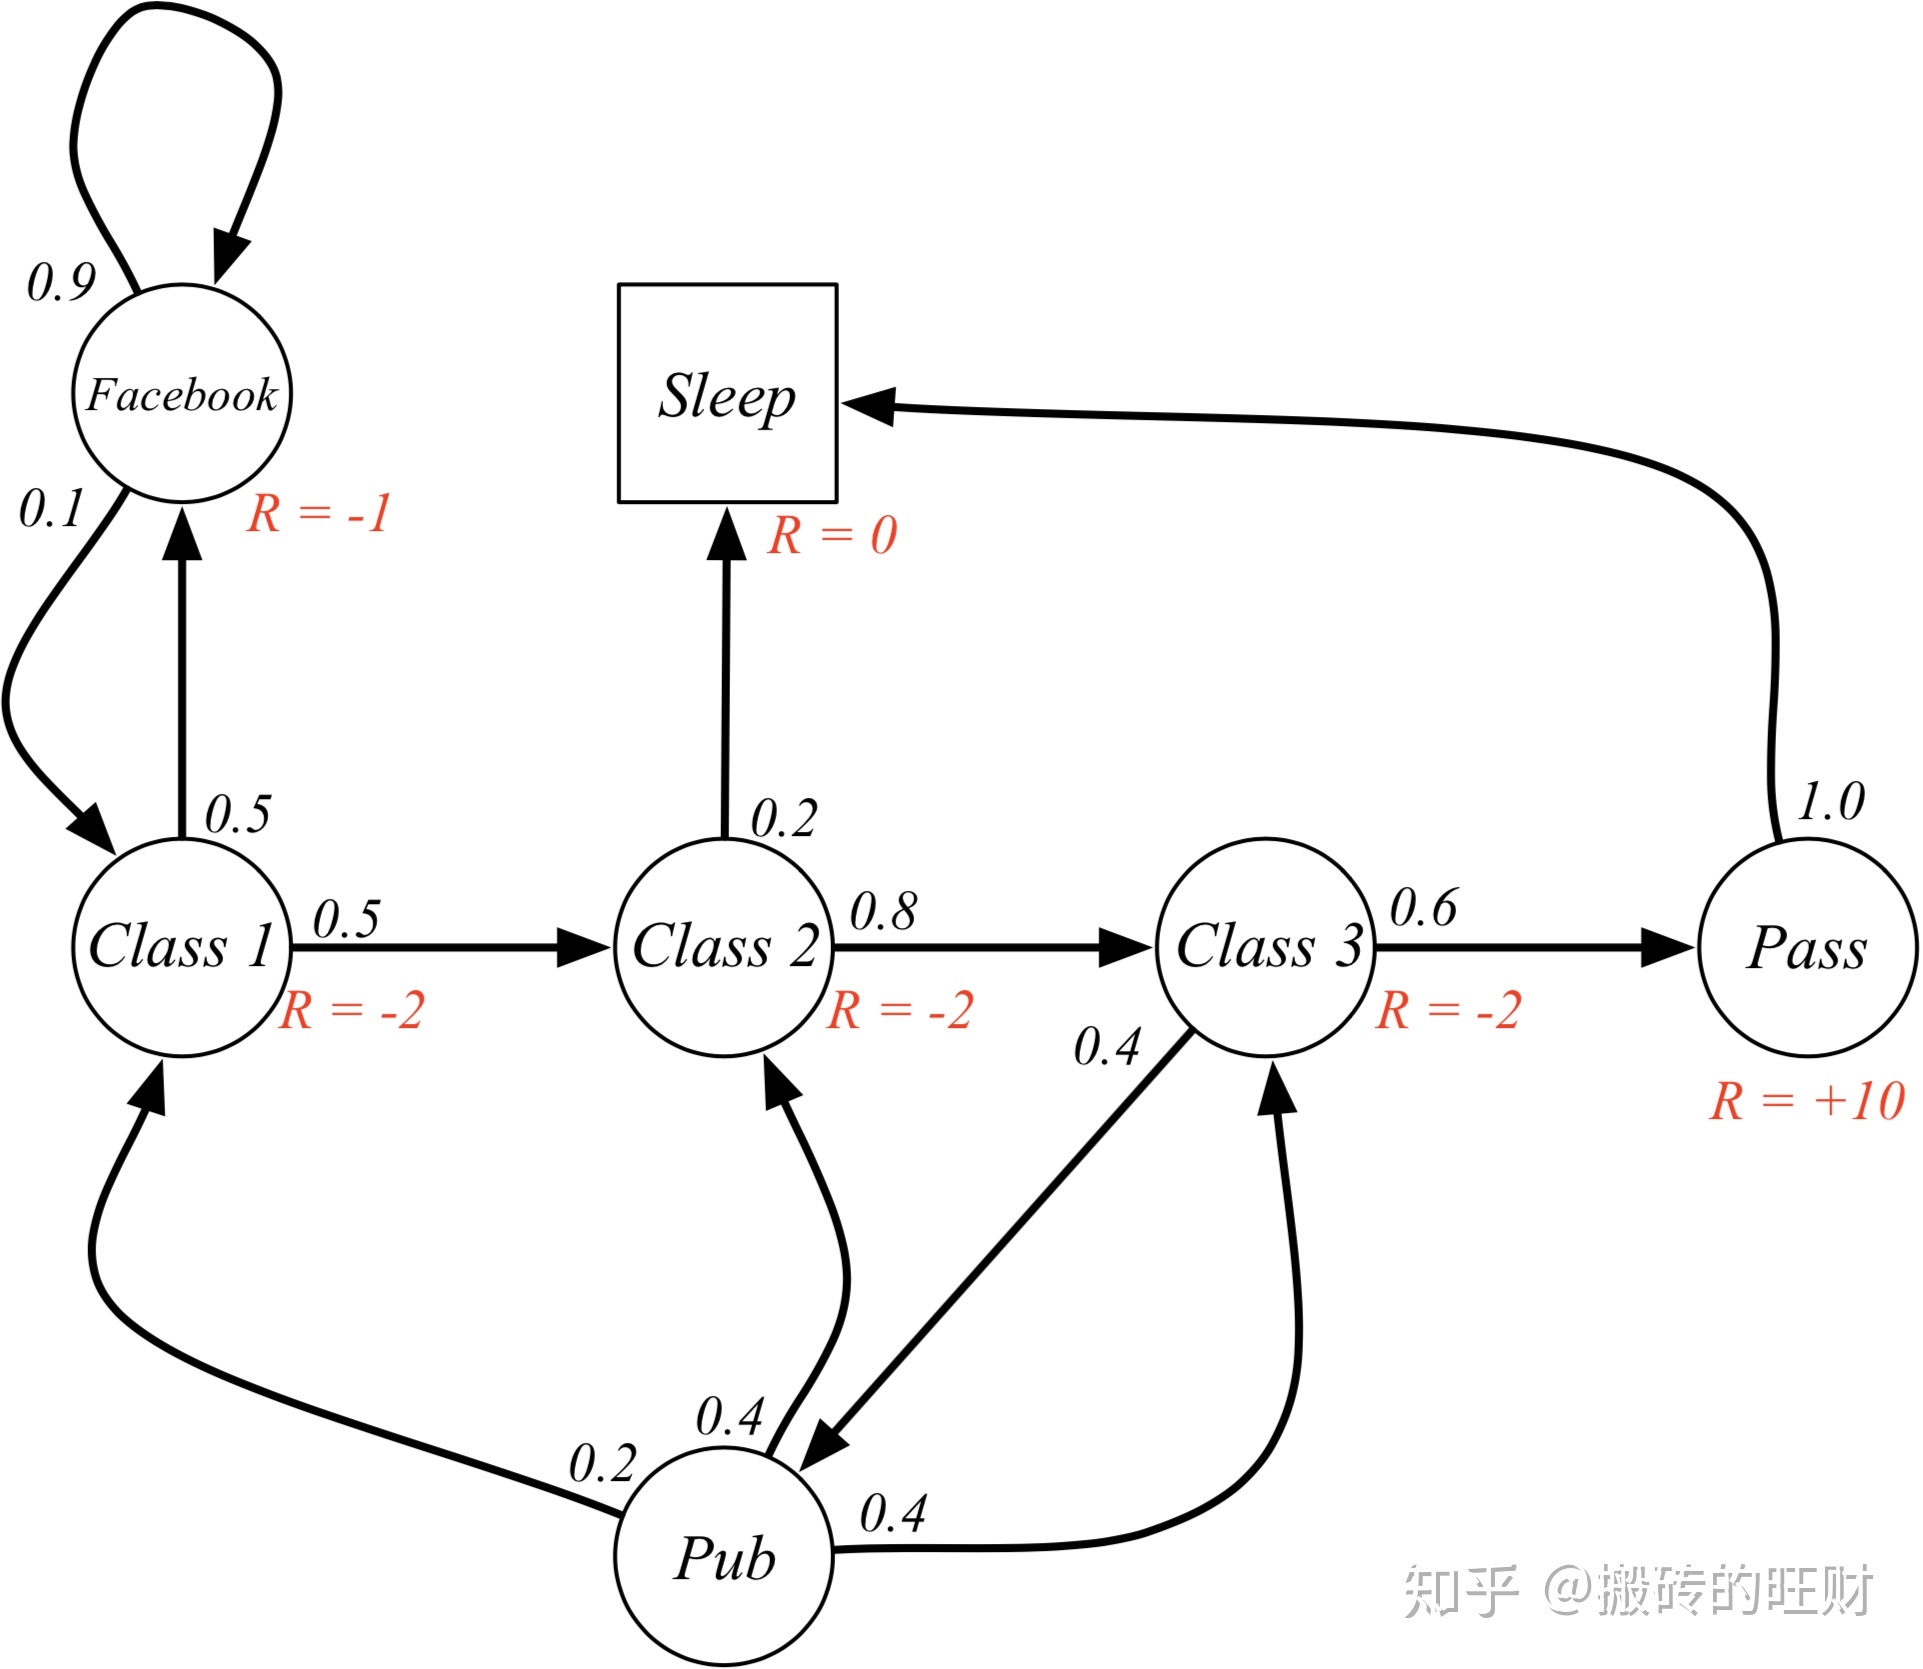 0.9
Facebook
Sleep
0.1
R = -1
R = 0
0.5
0.2
1.0
0.5
0.8
0.6
Class 1
Class 2
Class 3
Pass
R = -2
R = -2
R = -2
0.4
R = +10
0.4
0.2
0.4
Pub
知乎 @搬砖的旺财